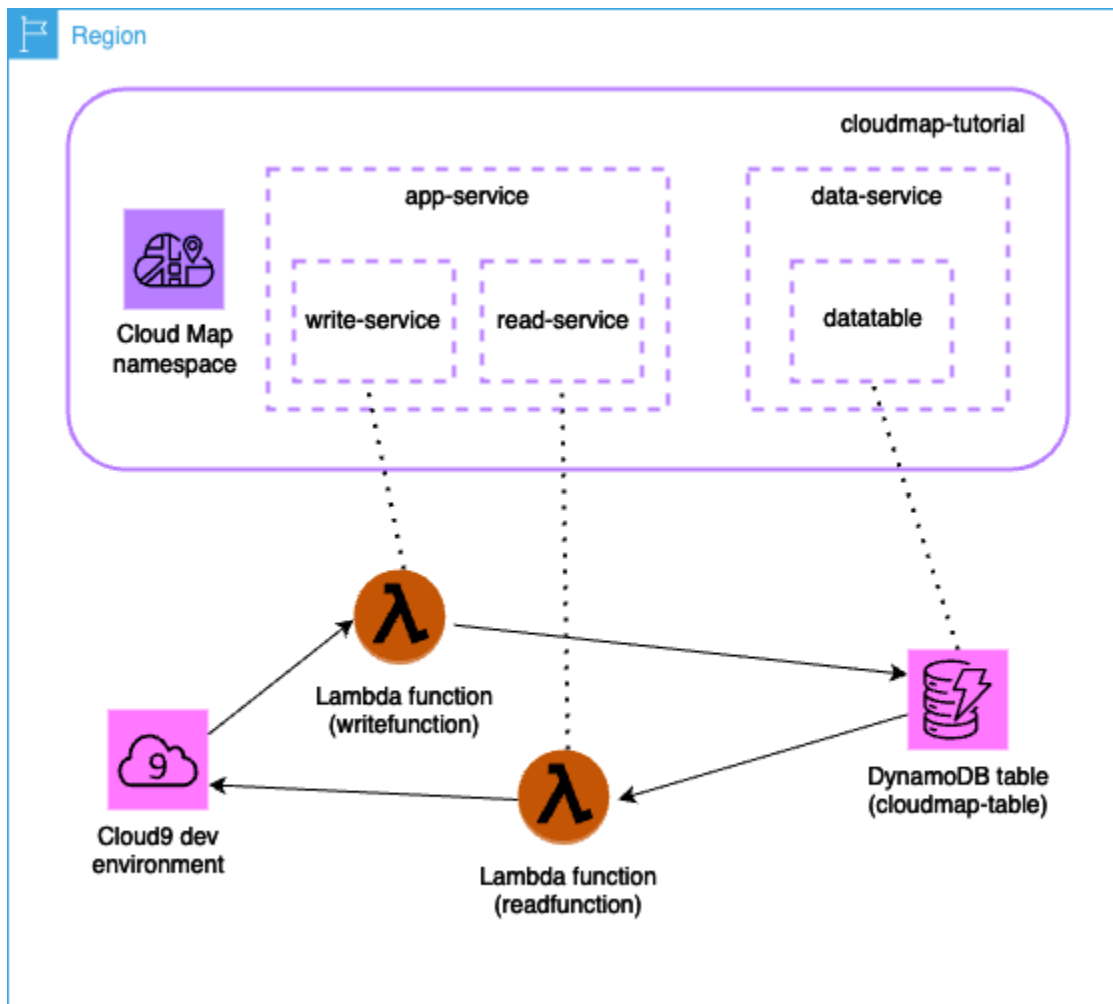 Region
cloudmap-tutorial
app-service
data-service
write-service
read-service
datatable
Cloud Map
namespace
λ
Lambda function
(writefunction)
9
Cloud9 dev
environment
λ
Lambda function
(readfunction)
DynamoDB table
(cloudmap-table)